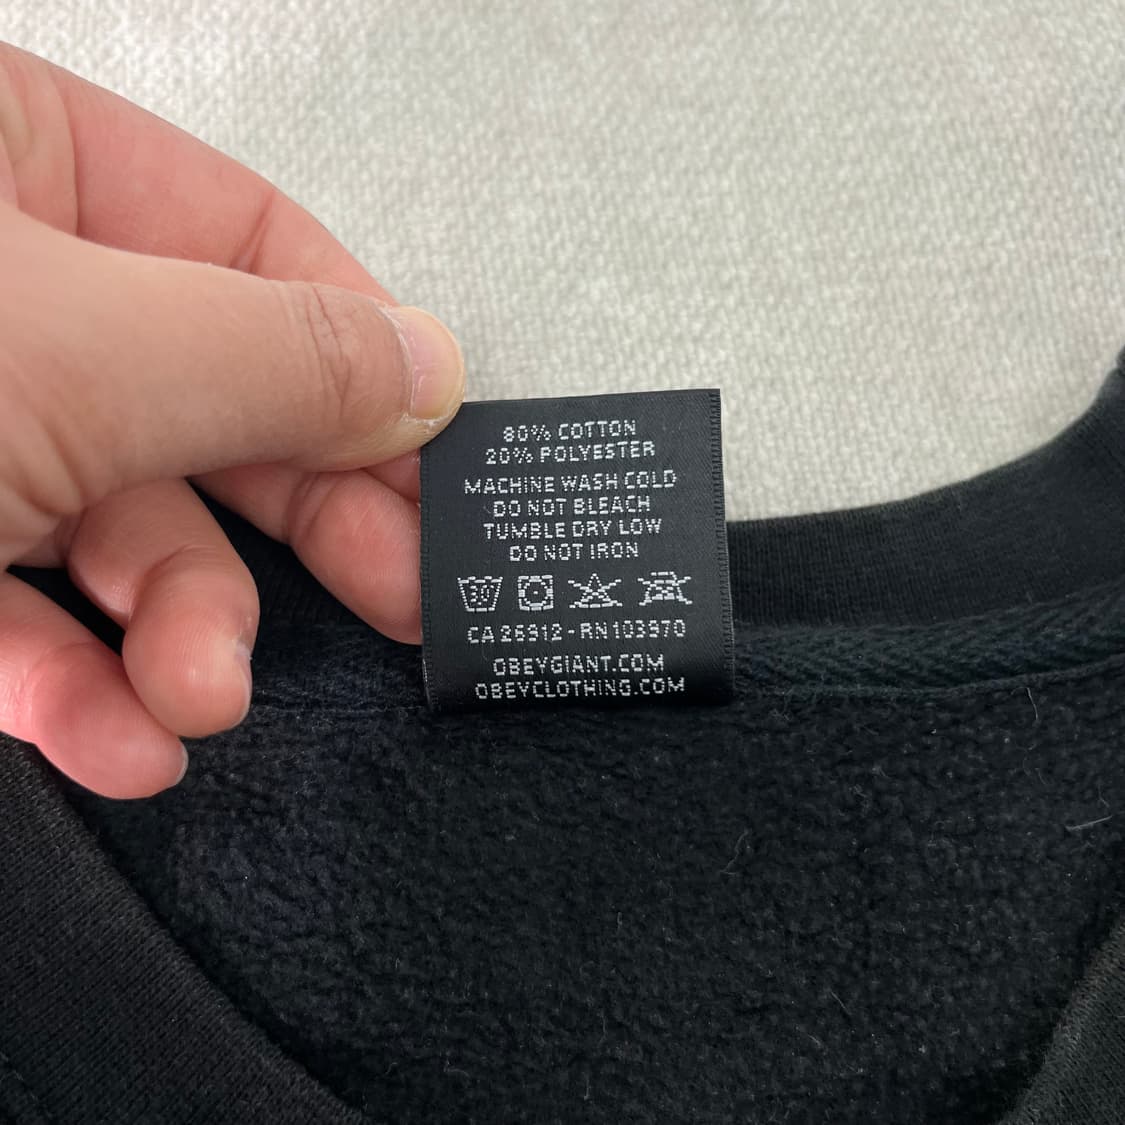 80% COTTON
20% POLYESTER
MACHINE WASH COLD
DO NOT BLEACH
TUMBLE DRY LOW
DO NOT IRON
30
CA 26912 - RN 103970
OBEYGIANT.COM
OBEYCLOTHING.COM